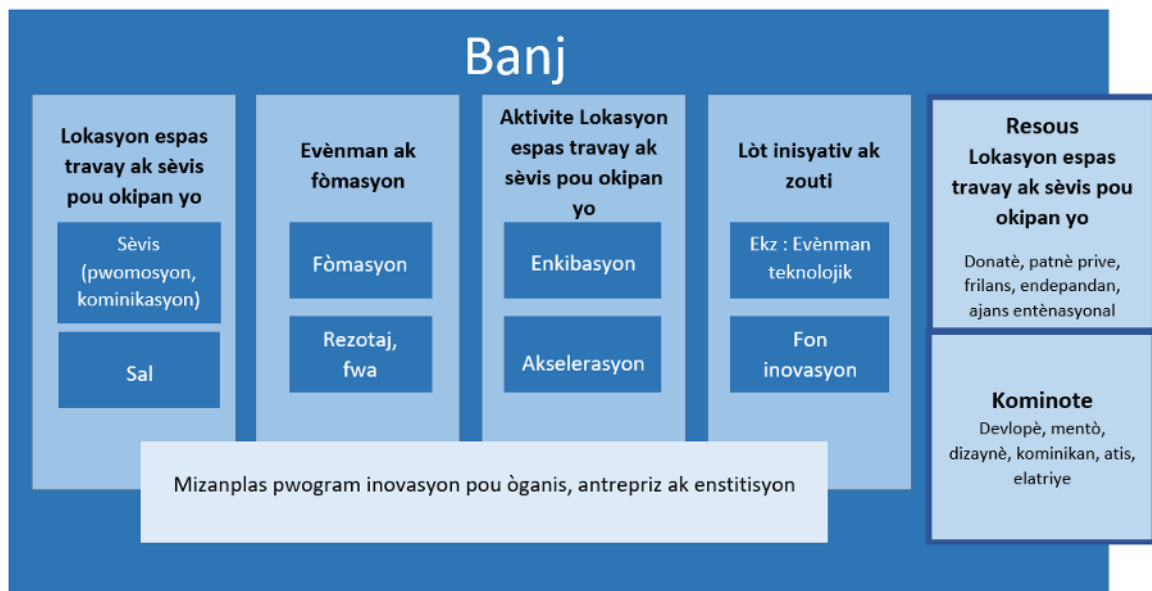 Banj
Lokasyon espas
travay ak sèvis
pou okipan yo
Sèvis
(pwomosyon,
kominikasyon)
Sal
Evènman ak
fòmasyon
Fòmasyon
Rezotaj,
fwa
Aktivite Lokasyon
espas travay ak
sèvis pou okipan
yo
Enkibasyon
Akselerasyon
Lòt inisyativ ak
zouti
Ekz : Evènman
teknolojik
Fon
inovasyon
Resous
Lokasyon espas
travay ak sèvis pou
okipan yo
Donatè, patnè prive,
frilans, endepandan,
ajans entènasyonal
Kominote
Devlopè, mentò,
dizaynè, kominikan, atis,
elatriye
Mizanplas pwogram inovasyon pou òganis, antrepriz ak enstitisyon